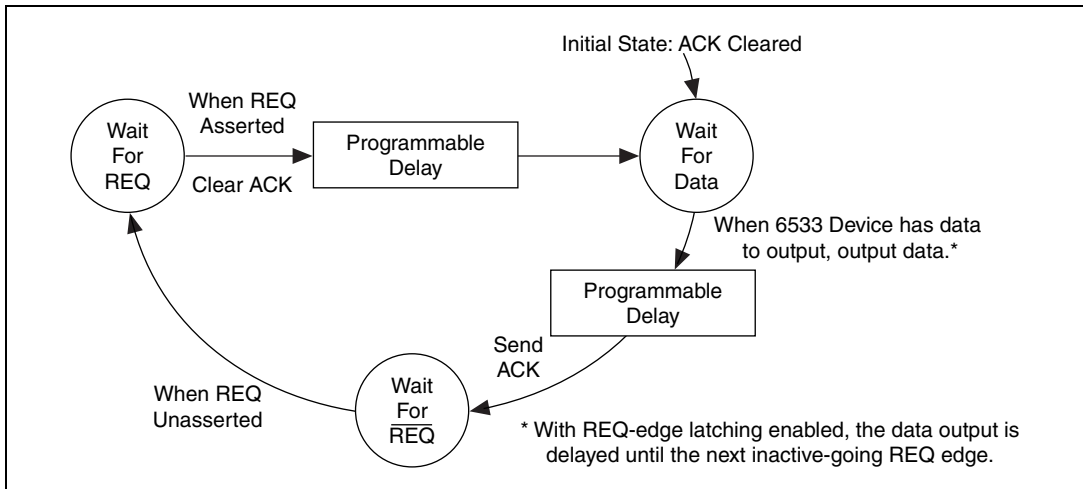 Initial State: ACK Cleared
Wait
For
REQ
When REQ
Asserted
Clear ACK
Programmable
Delay
Wait
For
Data
When 6533 Device has data
to output, output data.*
Programmable
Delay
Send
ACK
Wait
For
R̅E̅Q̅
When REQ
Unasserted
* With REQ-edge latching enabled, the data output is
delayed until the next inactive-going REQ edge.